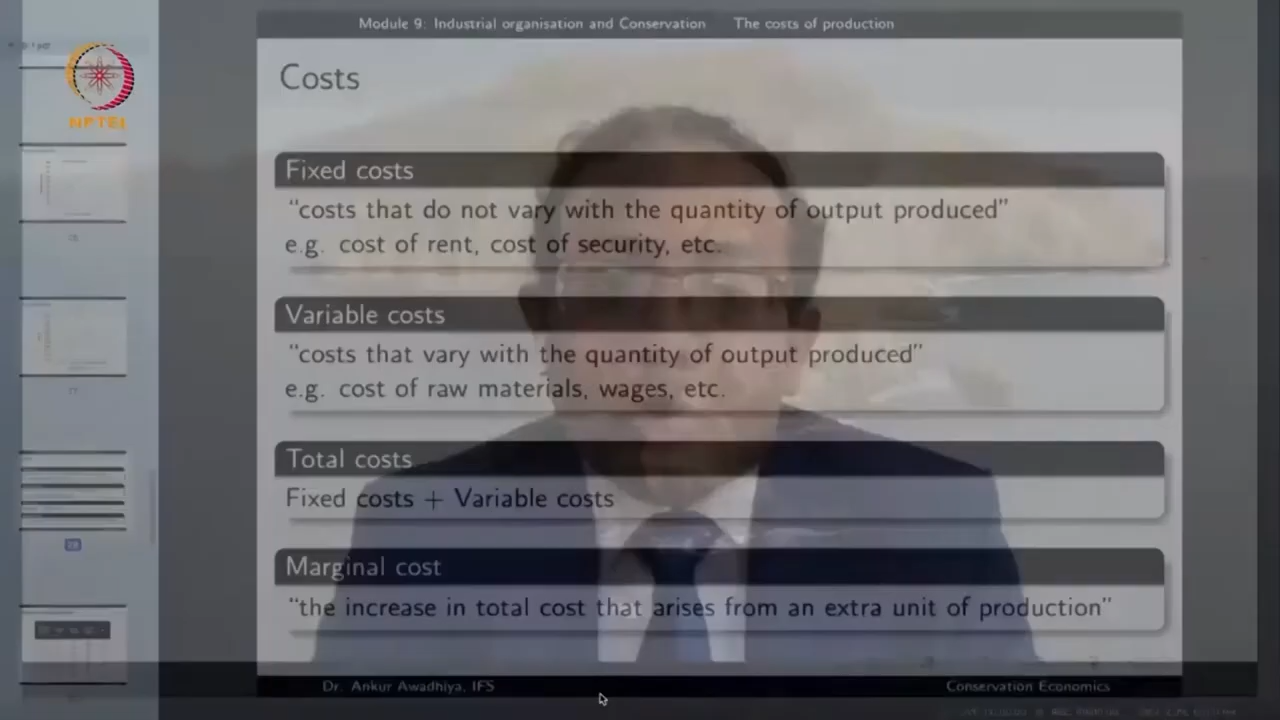 Module 9: Industrial organisation and Conservation The costs of production
NPTEL
Costs
Fixed costs
“costs that do not vary with the quantity of output produced”
e.g. cost of rent, cost of security, etc.
Variable costs
“costs that vary with the quantity of output produced”
e.g. cost of raw materials, wages, etc.
Total costs
Fixed costs + Variable costs
Marginal cost
“the increase in total cost that arises from an extra unit of production”
Dr. Ankur Awadhiya, IFS Conservation Economics